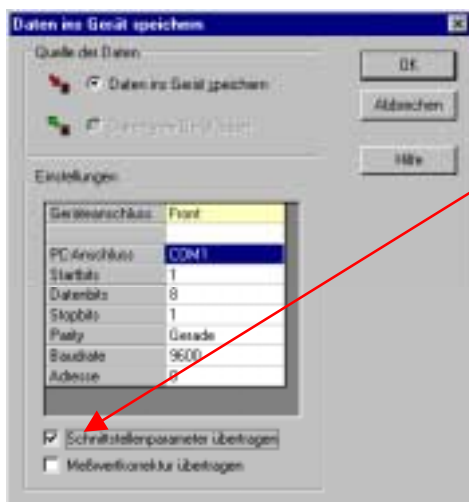 Daten ins Gerät speichern
Quelle der Daten
Daten ins Gerät speichern
OK
Abbrechen
Hilfe
Einstellungen
Geräteanschluss Front
PC Anschluss COM1
Startbits 1
Datenbits 8
Stopbits 1
Parity Gerade
Baudrate 9600
Adresse
Schnittstellenparameter übertragen
Meßwertkorrektur übertragen